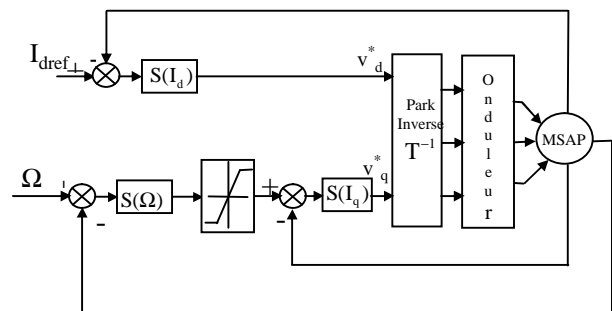 I_dref
+
-
S(I_d)
v*_d
Park
Inverse
T⁻¹
O
n
d
u
l
e
u
r
MSAP
Ω
+
-
S(Ω)
+
-
S(I_q)
v*_q